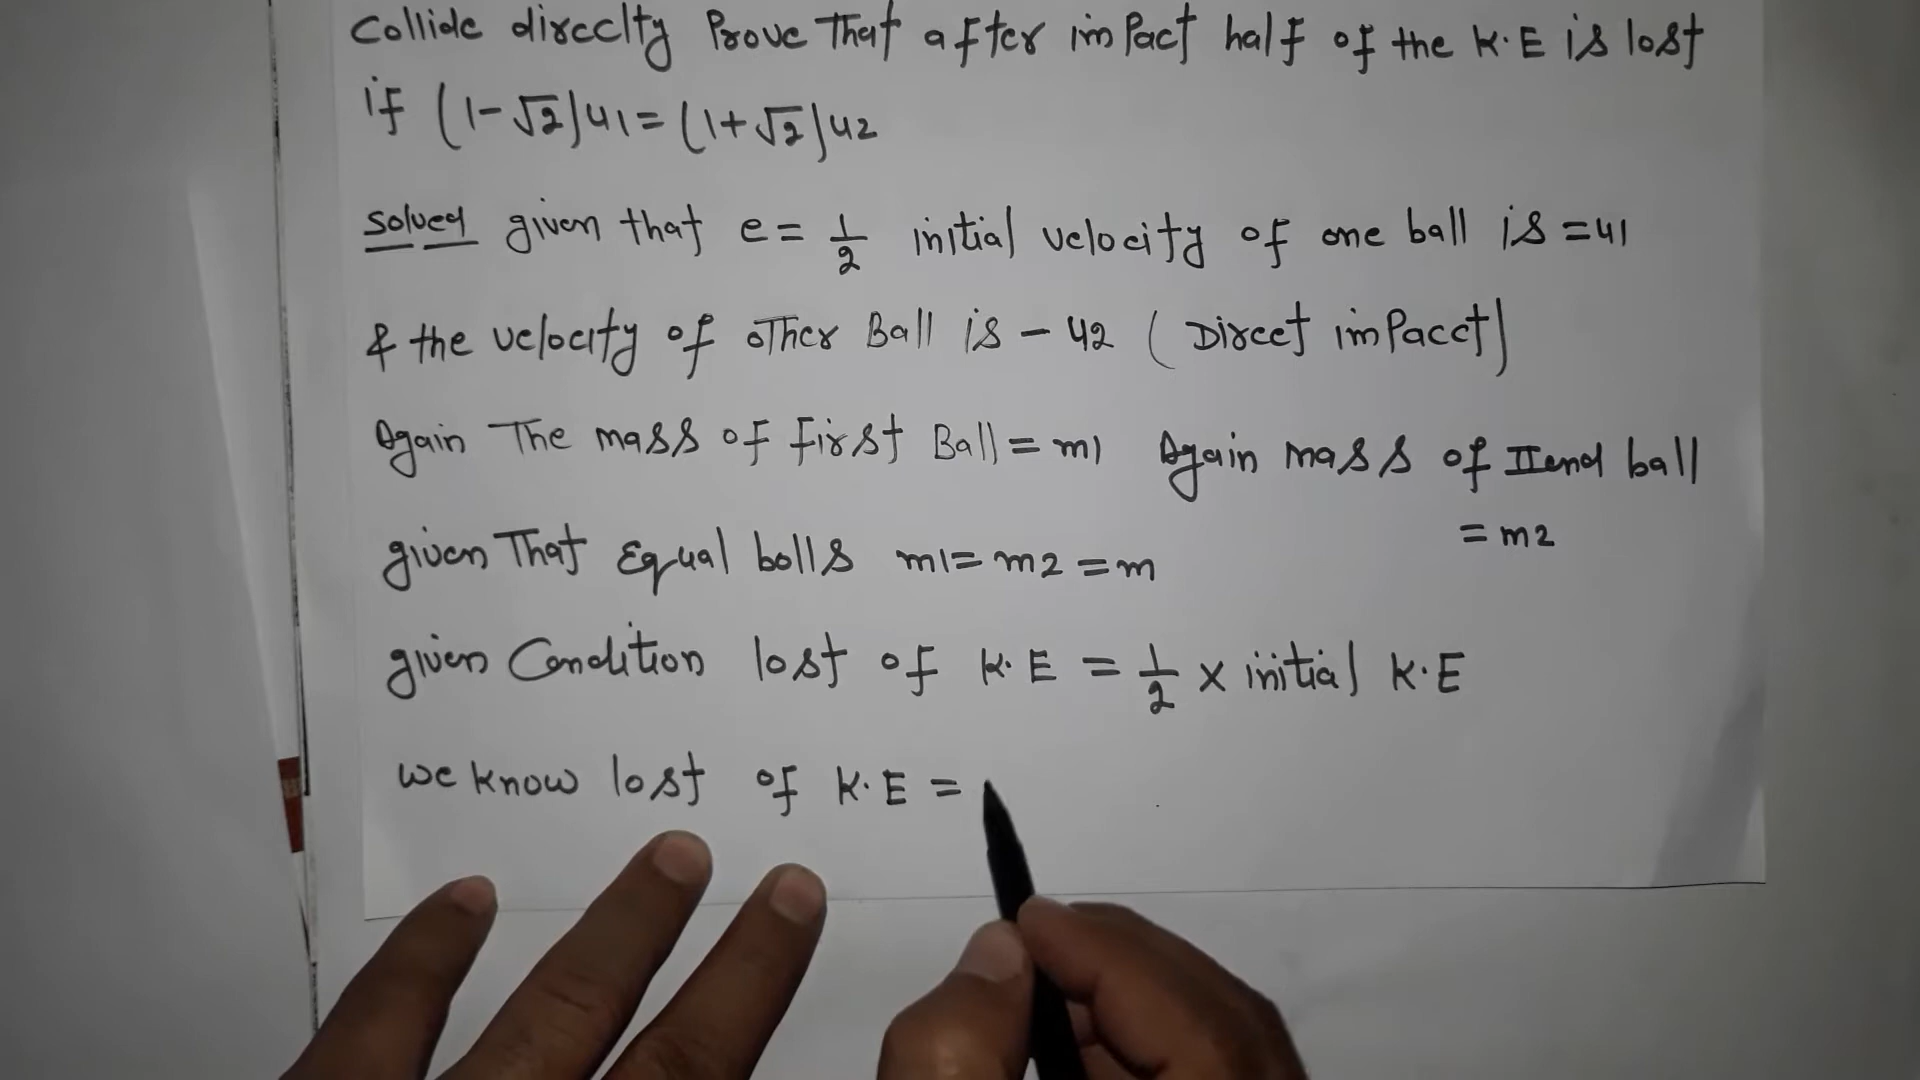 Collide direclty Prove That after imPact half of the K.E is lost
if (1-√2)u1=(1+√2)u2
Solved given that e= 1/2 initial velocity of one ball is =u1
& the velocity of other Ball is - u2 ( Direct imPacct)
Again The mass of First Ball = m1 Again mass of IIend ball
= m2
given That Equal bolls m1= m2 =m
given Condition lost of K.E = 1/2 x initial K.E
we know lost of K.E =